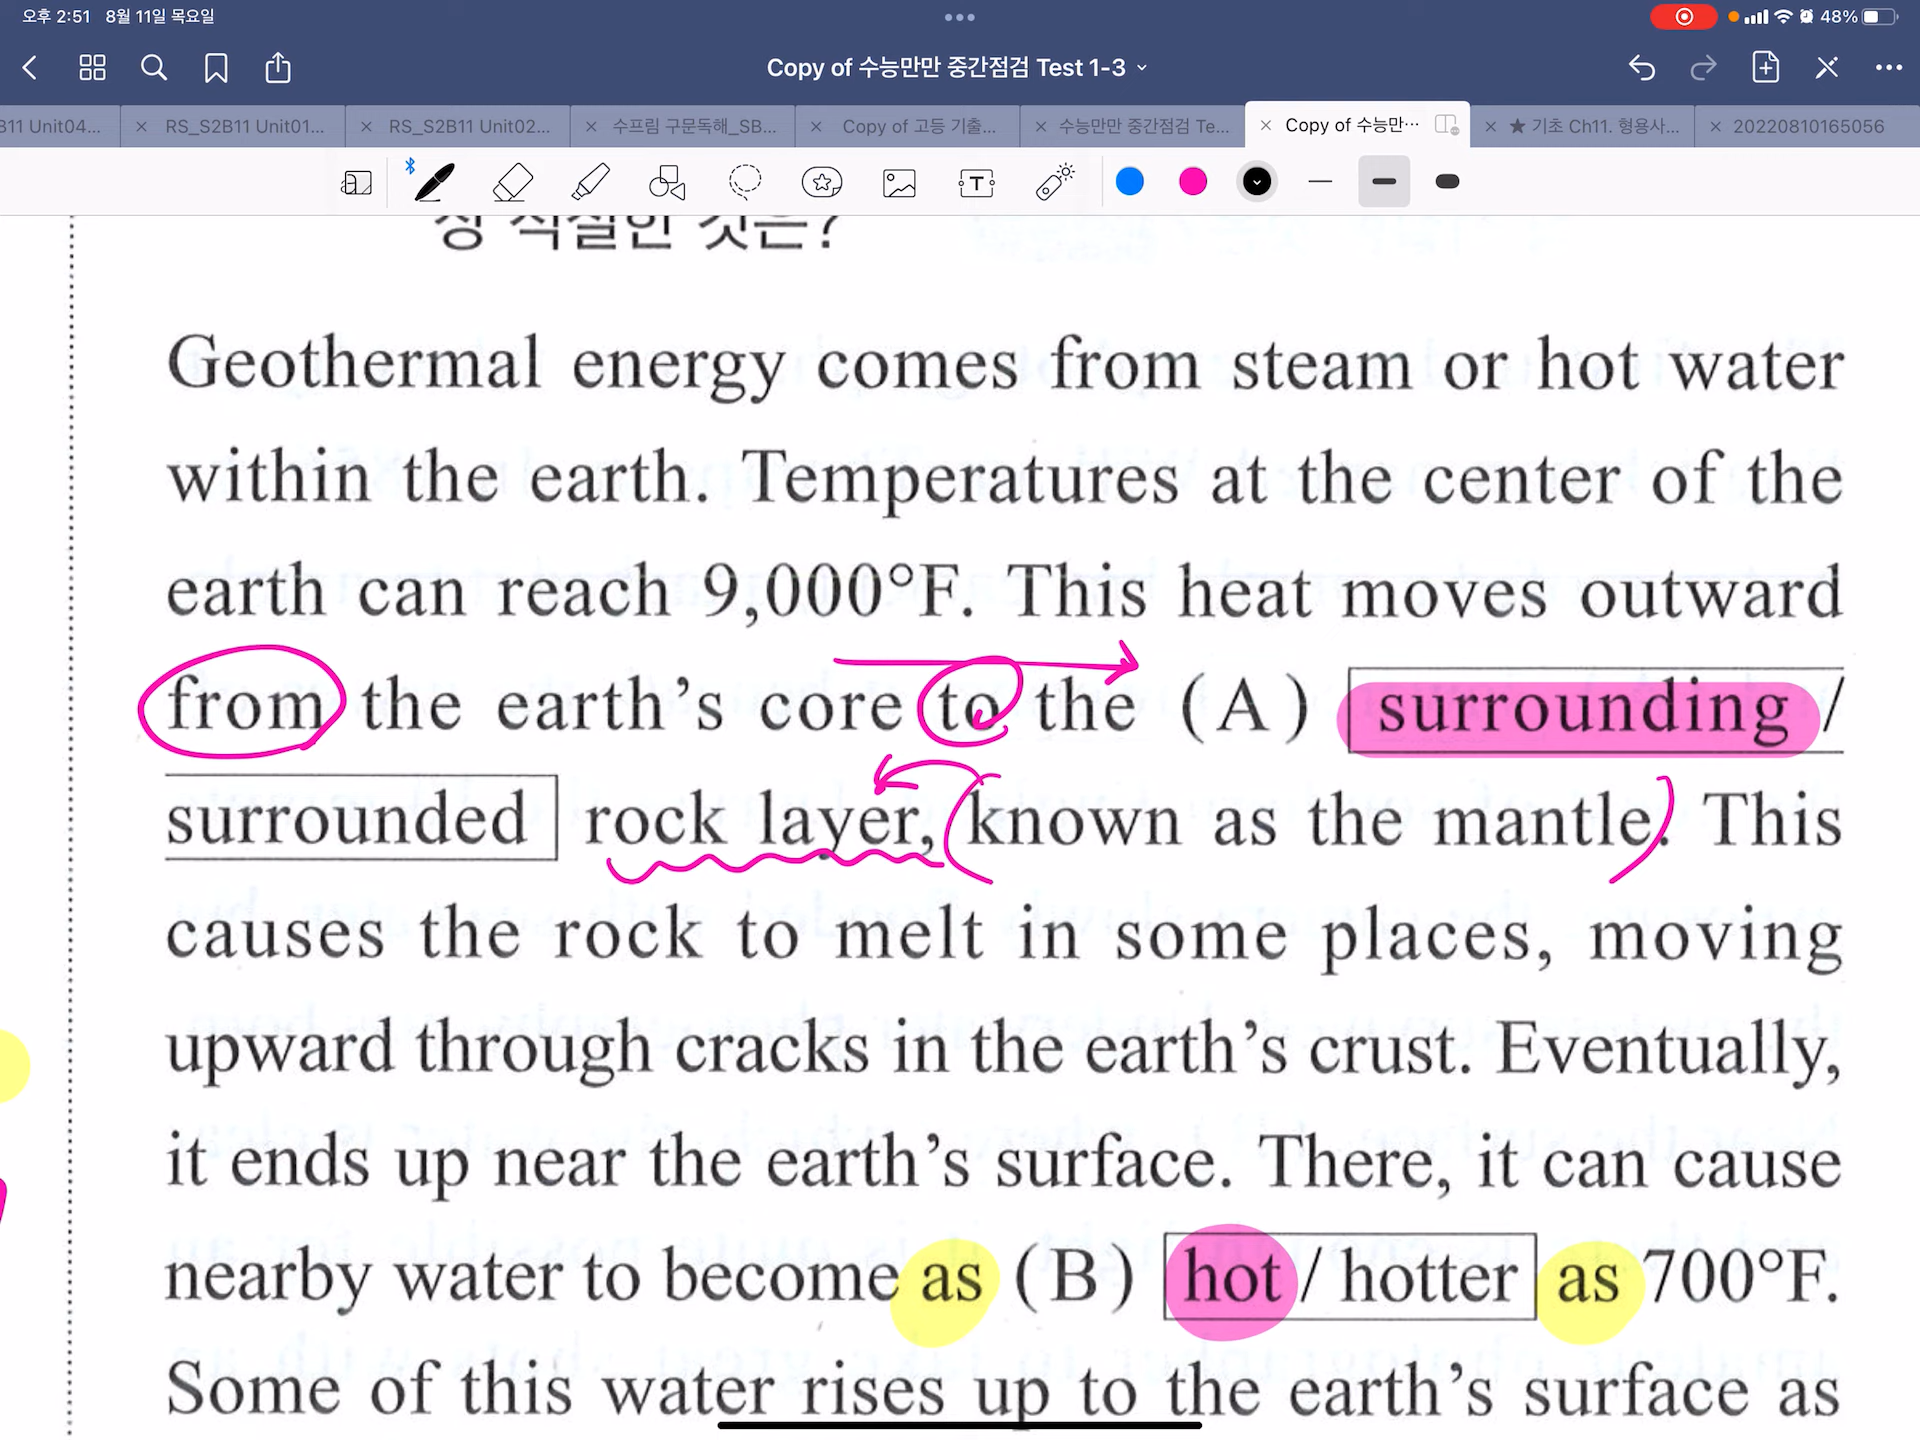 오후 2:51 8월 11일 목요일
48%
Copy of 수능만만 중간점검 Test 1-3
B11 Unit04...
RS_S2B11 Unit01...
RS_S2B11 Unit02...
수프림 구문독해_SB...
Copy of 고등 기출...
수능만만 중간점검 Te...
Copy of 수능만...
★ 기초 Ch11. 형용사...
20220810165056
장 적절한 것은?
Geothermal energy comes from steam or hot water
within the earth. Temperatures at the center of the
earth can reach 9,000°F. This heat moves outward
from the earth's core to the (A) surrounding /
surrounded rock layer, known as the mantle. This
causes the rock to melt in some places, moving
upward through cracks in the earth's crust. Eventually,
it ends up near the earth's surface. There, it can cause
nearby water to become as (B) hot / hotter as 700°F.
Some of this water rises up to the earth's surface as